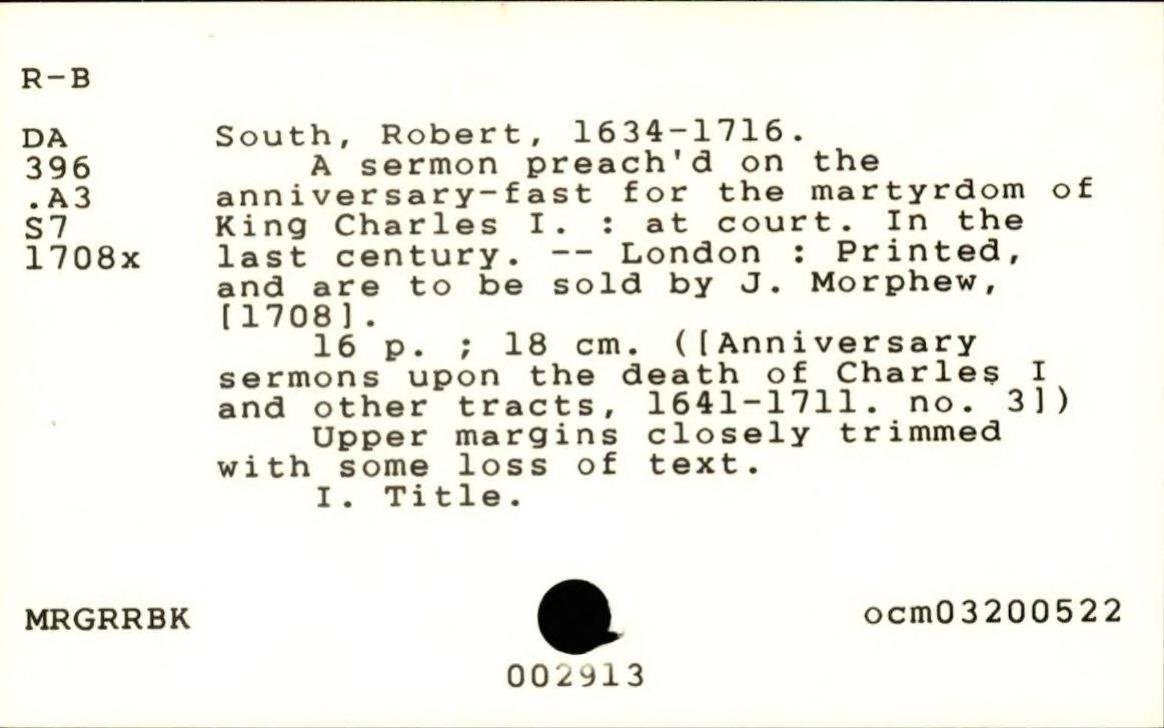 R-B
DA South, Robert, 1634-1716.
396 A sermon preach'd on the
.A3 anniversary-fast for the martyrdom of
S7 King Charles I. : at court. In the
1708x last century. -- London : Printed,
and are to be sold by J. Morphew,
[1708].
16 p. ; 18 cm. ([Anniversary
sermons upon the death of Charles I
and other tracts, 1641-1711. no. 3])
Upper margins closely trimmed
with some loss of text.
I. Title.
MRGRRBK ocm03200522
002913